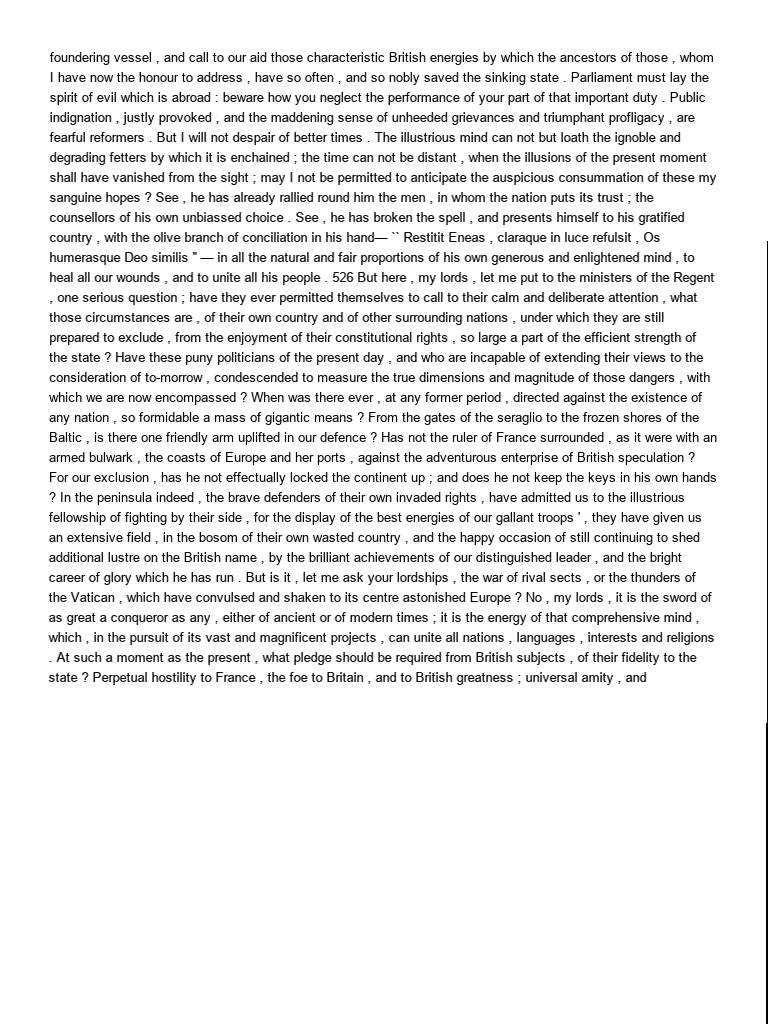 foundering vessel , and call to our aid those characteristic British energies by which the ancestors of those , whom
I have now the honour to address , have so often , and so nobly saved the sinking state . Parliament must lay the
spirit of evil which is abroad : beware how you neglect the performance of your part of that important duty . Public
indignation , justly provoked , and the maddening sense of unheeded grievances and triumphant profligacy , are
fearful reformers . But I will not despair of better times . The illustrious mind can not but loath the ignoble and
degrading fetters by which it is enchained ; the time can not be distant , when the illusions of the present moment
shall have vanished from the sight ; may I not be permitted to anticipate the auspicious consummation of these my
sanguine hopes ? See , he has already rallied round him the men , in whom the nation puts its trust ; the
counsellors of his own unbiassed choice . See , he has broken the spell , and presents himself to his gratified
country , with the olive branch of conciliation in his hand— `` Restitit Eneas , claraque in luce refulsit , Os
humerasque Deo similis '' — in all the natural and fair proportions of his own generous and enlightened mind , to
heal all our wounds , and to unite all his people . 526 But here , my lords , let me put to the ministers of the Regent
, one serious question ; have they ever permitted themselves to call to their calm and deliberate attention , what
those circumstances are , of their own country and of other surrounding nations , under which they are still
prepared to exclude , from the enjoyment of their constitutional rights , so large a part of the efficient strength of
the state ? Have these puny politicians of the present day , and who are incapable of extending their views to the
consideration of to-morrow , condescended to measure the true dimensions and magnitude of those dangers , with
which we are now encompassed ? When was there ever , at any former period , directed against the existence of
any nation , so formidable a mass of gigantic means ? From the gates of the seraglio to the frozen shores of the
Baltic , is there one friendly arm uplifted in our defence ? Has not the ruler of France surrounded , as it were with an
armed bulwark , the coasts of Europe and her ports , against the adventurous enterprise of British speculation ?
For our exclusion , has he not effectually locked the continent up ; and does he not keep the keys in his own hands
? In the peninsula indeed , the brave defenders of their own invaded rights , have admitted us to the illustrious
fellowship of fighting by their side , for the display of the best energies of our gallant troops ' , they have given us
an extensive field , in the bosom of their own wasted country , and the happy occasion of still continuing to shed
additional lustre on the British name , by the brilliant achievements of our distinguished leader , and the bright
career of glory which he has run . But is it , let me ask your lordships , the war of rival sects , or the thunders of
the Vatican , which have convulsed and shaken to its centre astonished Europe ? No , my lords , it is the sword of
as great a conqueror as any , either of ancient or of modern times ; it is the energy of that comprehensive mind ,
which , in the pursuit of its vast and magnificent projects , can unite all nations , languages , interests and religions
. At such a moment as the present , what pledge should be required from British subjects , of their fidelity to the
state ? Perpetual hostility to France , the foe to Britain , and to British greatness ; universal amity , and